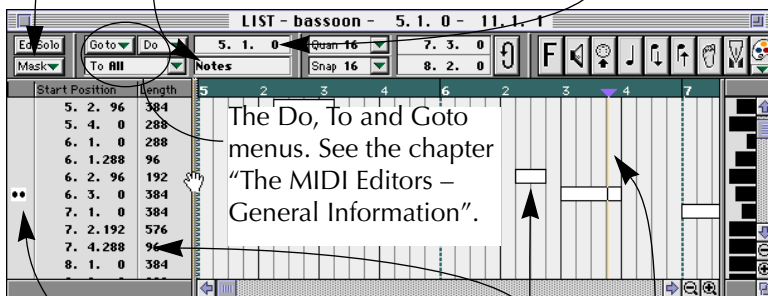 LIST - bassoon - 5. 1. 0 - 11. 1. 1
Ed Solo Goto Do 5. 1. 0 Quan 16 7. 3. 0
Mask To All Notes Snap 16 8. 2. 0
Start Position Length 5 2 3 4 6 2 3 4 7
5. 2. 96 384
5. 4. 0 288
6. 1. 0 288
6. 1.288 96
6. 2. 96 192
6. 3. 0 384
7. 1. 0 384
7. 2.192 576
7. 4.288 96
8. 1. 0 384
The Do, To and Goto
menus. See the chapter
“The MIDI Editors –
General Information”.